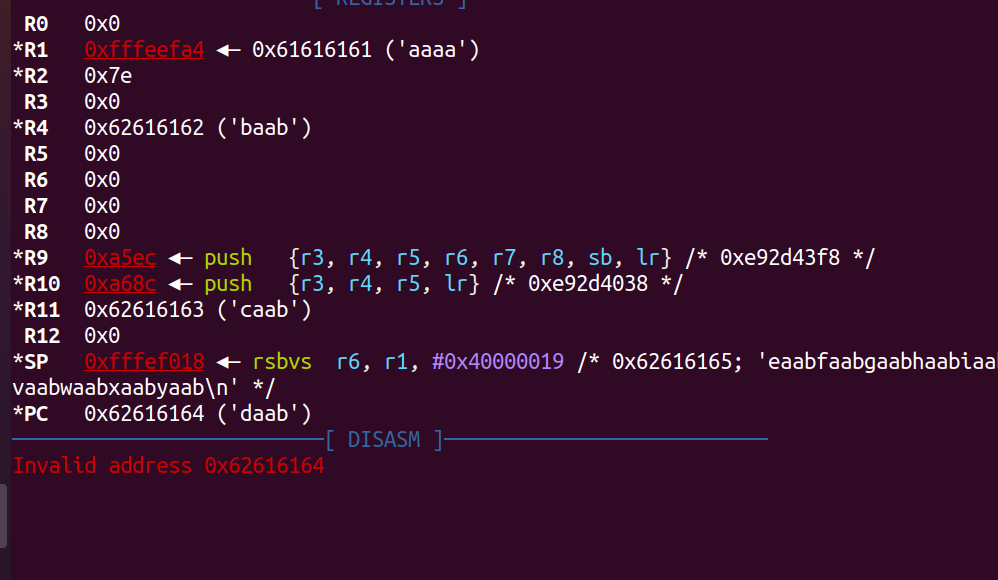 [ REGISTERS ]
R0 0x0
*R1 0xfffeefa4 ◂— 0x61616161 ('aaaa')
*R2 0x7e
R3 0x0
*R4 0x62616162 ('baab')
R5 0x0
R6 0x0
R7 0x0
R8 0x0
*R9 0xa5ec ◂— push {r3, r4, r5, r6, r7, r8, sb, lr} /* 0xe92d43f8 */
*R10 0xa68c ◂— push {r3, r4, r5, lr} /* 0xe92d4038 */
*R11 0x62616163 ('caab')
R12 0x0
*SP 0xfffef018 ◂— rsbvs r6, r1, #0x40000019 /* 0x62616165; 'eaabfaabgaabhaabiaab
vaabwaabxaabyaab\n' */
*PC 0x62616164 ('daab')
[ DISASM ]
Invalid address 0x62616164